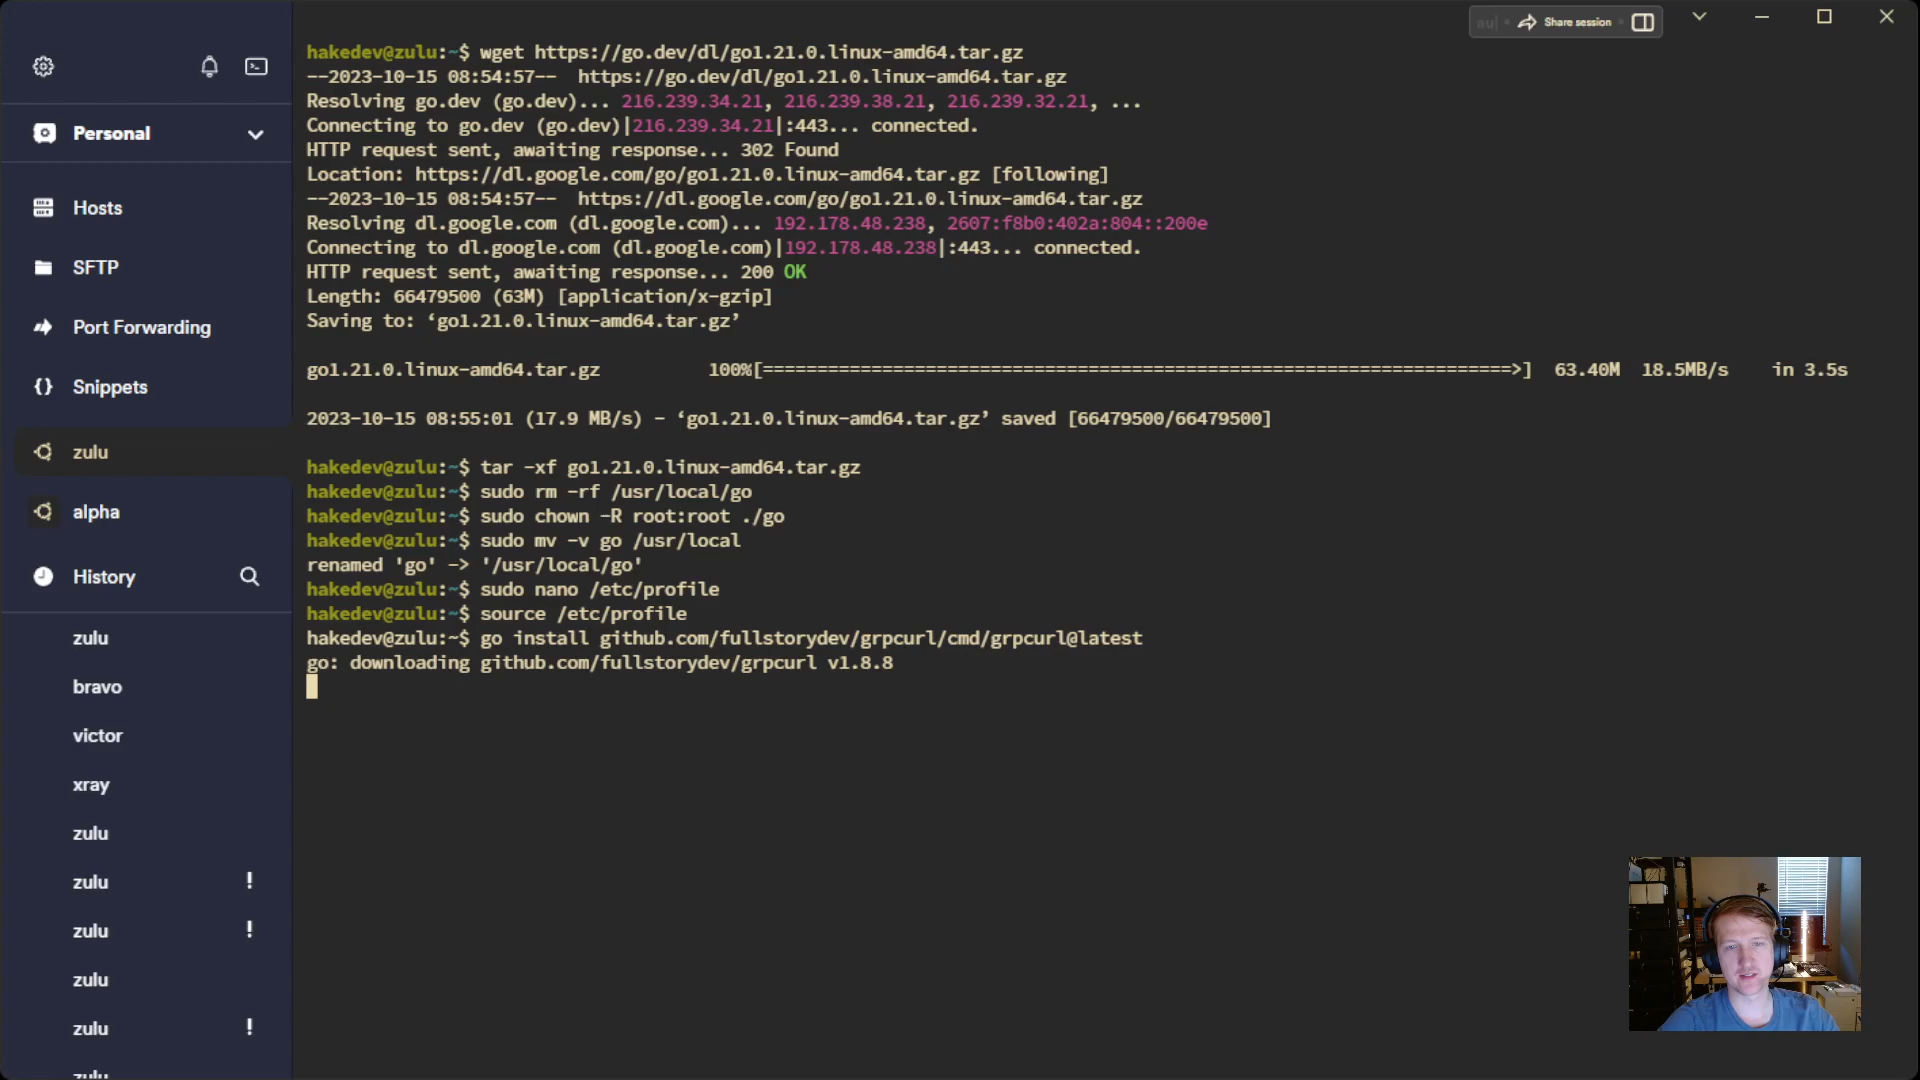 Share session
Personal
Hosts
SFTP
Port Forwarding
Snippets
zulu
alpha
History
zulu
bravo
victor
xray
zulu
zulu !
zulu !
zulu
zulu !
zulu
hakedev@zulu:~$ wget https://go.dev/dl/go1.21.0.linux-amd64.tar.gz
--2023-10-15 08:54:57--  https://go.dev/dl/go1.21.0.linux-amd64.tar.gz
Resolving go.dev (go.dev)... 216.239.34.21, 216.239.38.21, 216.239.32.21, ...
Connecting to go.dev (go.dev)|216.239.34.21|:443... connected.
HTTP request sent, awaiting response... 302 Found
Location: https://dl.google.com/go/go1.21.0.linux-amd64.tar.gz [following]
--2023-10-15 08:54:57--  https://dl.google.com/go/go1.21.0.linux-amd64.tar.gz
Resolving dl.google.com (dl.google.com)... 192.178.48.238, 2607:f8b0:402a:804::200e
Connecting to dl.google.com (dl.google.com)|192.178.48.238|:443... connected.
HTTP request sent, awaiting response... 200 OK
Length: 66479500 (63M) [application/x-gzip]
Saving to: ‘go1.21.0.linux-amd64.tar.gz’
go1.21.0.linux-amd64.tar.gz 100%[=====================================================================>] 63.40M 18.5MB/s in 3.5s
2023-10-15 08:55:01 (17.9 MB/s) - ‘go1.21.0.linux-amd64.tar.gz’ saved [66479500/66479500]
hakedev@zulu:~$ tar -xf go1.21.0.linux-amd64.tar.gz
hakedev@zulu:~$ sudo rm -rf /usr/local/go
hakedev@zulu:~$ sudo chown -R root:root ./go
hakedev@zulu:~$ sudo mv -v go /usr/local
renamed 'go' -> '/usr/local/go'
hakedev@zulu:~$ sudo nano /etc/profile
hakedev@zulu:~$ source /etc/profile
hakedev@zulu:~$ go install github.com/fullstorydev/grpcurl/cmd/grpcurl@latest
go: downloading github.com/fullstorydev/grpcurl v1.8.8